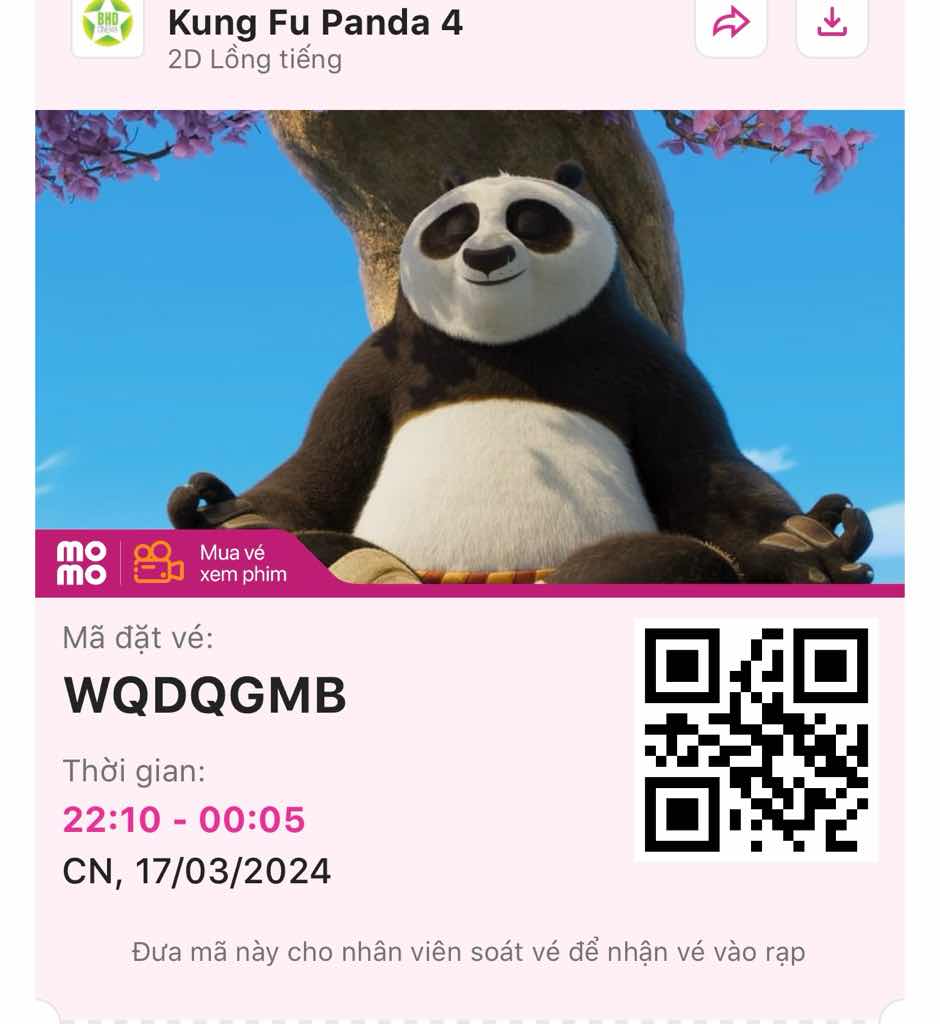 BHD
Kung Fu Panda 4
2D Lồng tiếng
mo
mo
Mua vé
xem phim
Mã đặt vé:
WQDQGMB
Thời gian:
22:10 - 00:05
CN, 17/03/2024
Đưa mã này cho nhân viên soát vé để nhận vé vào rạp